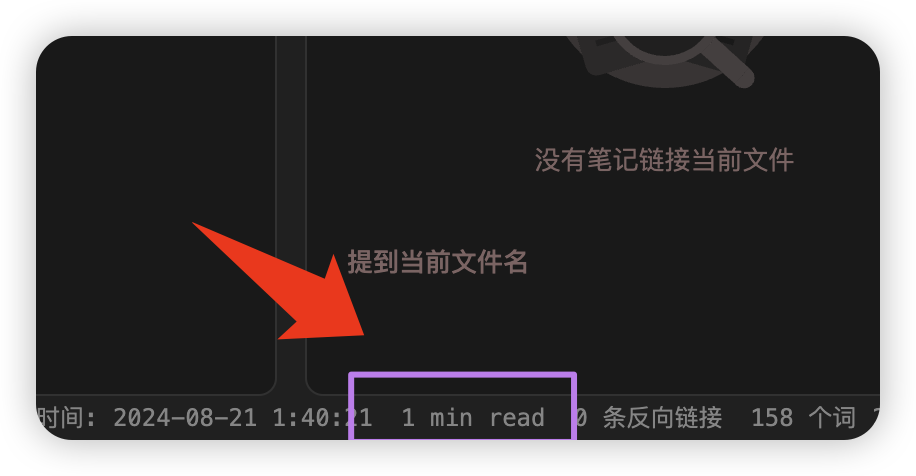 没有笔记链接当前文件
提到当前文件名
时间: 2024-08-21 1:40:21 1 min read 0 条反向链接 158 个词